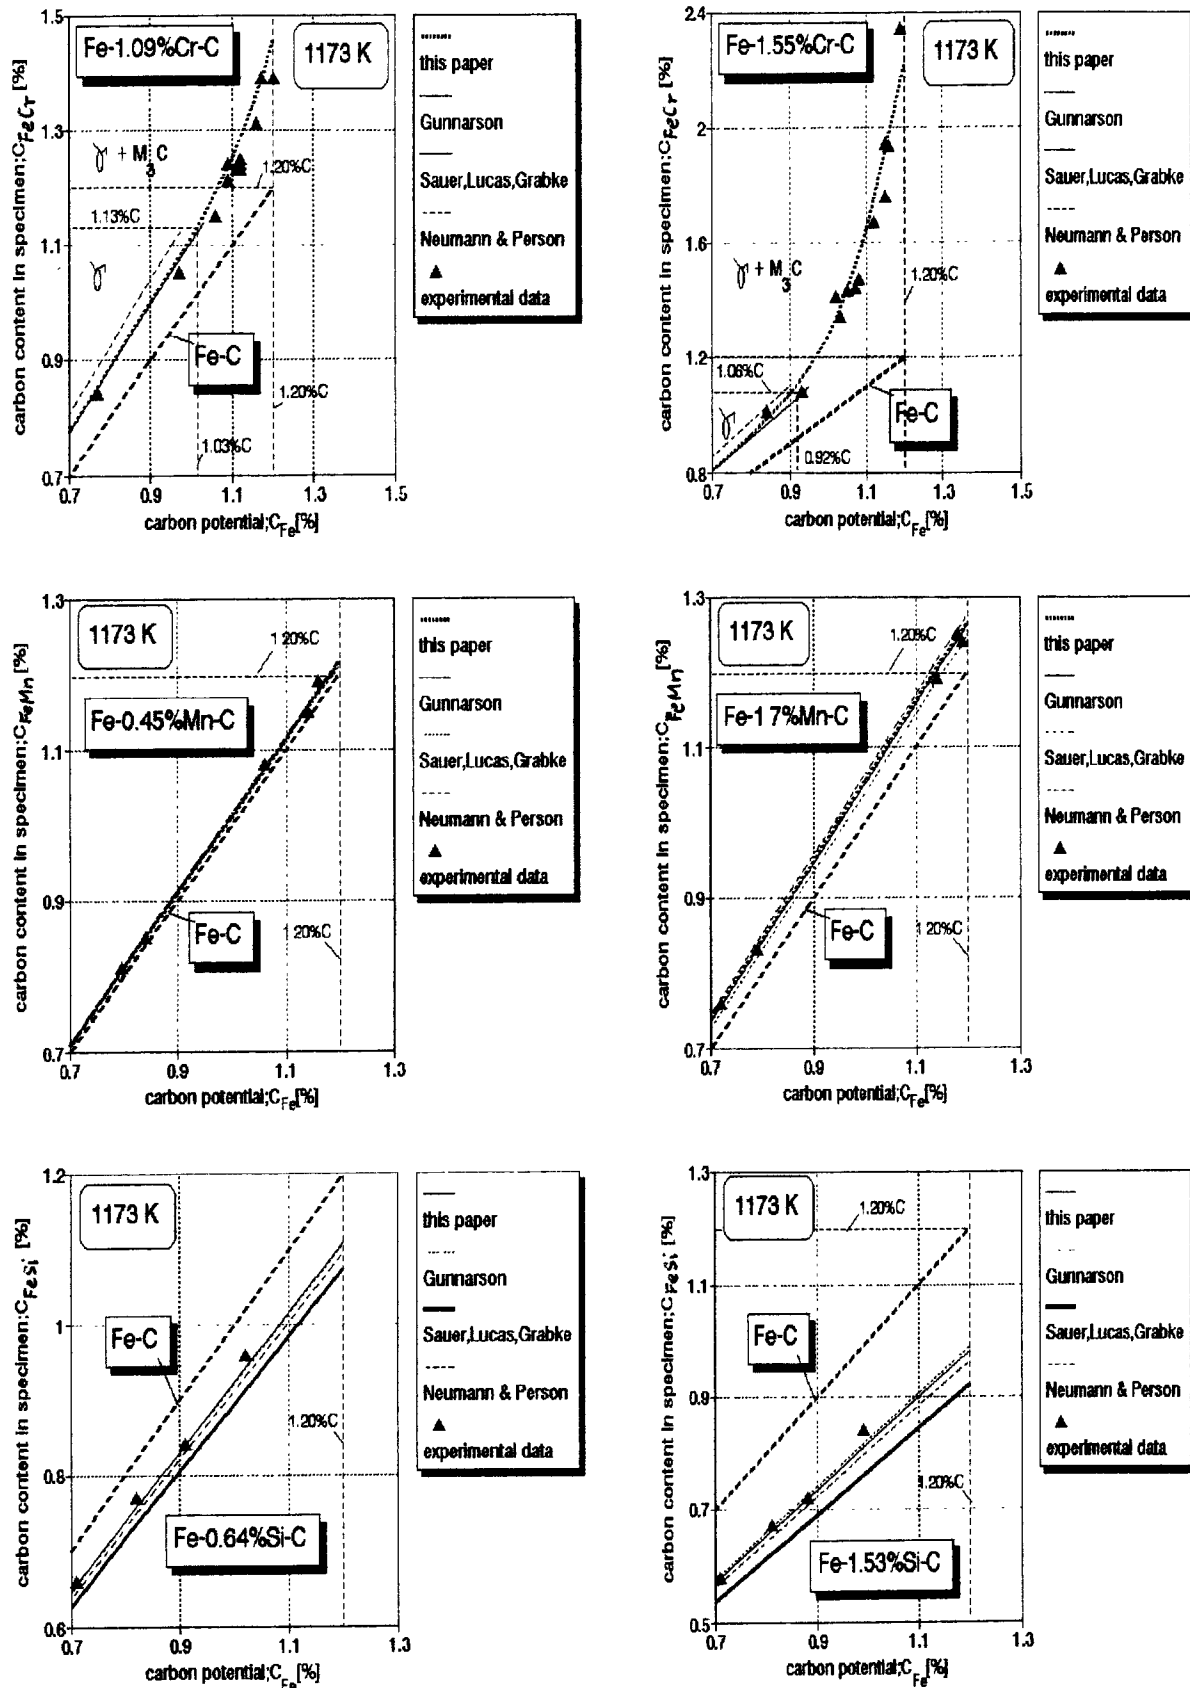 Fe-1.09%Cr-C
1173 K
γ + M3C
γ
1.20%C
1.13%C
Fe-C
1.20%C
1.03%C
1.5
1.3
1.1
0.9
0.7
0.7 0.9 1.1 1.3 1.5
carbon content in specimen;C FeCr [%]
carbon potential;CFe[%]
this paper
Gunnarson
Sauer,Lucas,Grabke
Neumann & Person
experimental data
Fe-1.55%Cr-C
1173 K
γ + M3C
γ
1.20%C
1.06%C
Fe-C
0.92%C
2.4
2
1.6
1.2
0.8
0.7 0.9 1.1 1.3 1.5
carbon content in specimen;C FeCr [%]
carbon potential;CFe[%]
this paper
Gunnarson
Sauer,Lucas,Grabke
Neumann & Person
experimental data
1173 K
1.20%C
Fe-0.45%Mn-C
Fe-C
1.20%C
1.3
1.1
0.9
0.7
0.7 0.9 1.1 1.3
carbon content in specimen;C FeMn [%]
carbon potential;CFe[%]
this paper
Gunnarson
Sauer,Lucas,Grabke
Neumann & Person
experimental data
1173 K
1.20%C
Fe-1.7%Mn-C
Fe-C
1.20%C
1.3
1.1
0.9
0.7
0.7 0.9 1.1 1.3
carbon content in specimen;C FeMn [%]
carbon potential;CFe[%]
this paper
Gunnarson
Sauer,Lucas,Grabke
Neumann & Person
experimental data
1173 K
Fe-C
1.20%C
Fe-0.64%Si-C
1.2
1
0.8
0.6
0.7 0.9 1.1 1.3
carbon content in specimen;C FeSi [%]
carbon potential;CFe[%]
this paper
Gunnarson
Sauer,Lucas,Grabke
Neumann & Person
experimental data
1173 K
1.20%C
Fe-C
1.20%C
Fe-1.53%Si-C
1.3
1.1
0.9
0.7
0.5
0.7 0.9 1.1 1.3
carbon content in specimen;C FeSi [%]
carbon potential;CFe[%]
this paper
Gunnarson
Sauer,Lucas,Grabke
Neumann & Person
experimental data